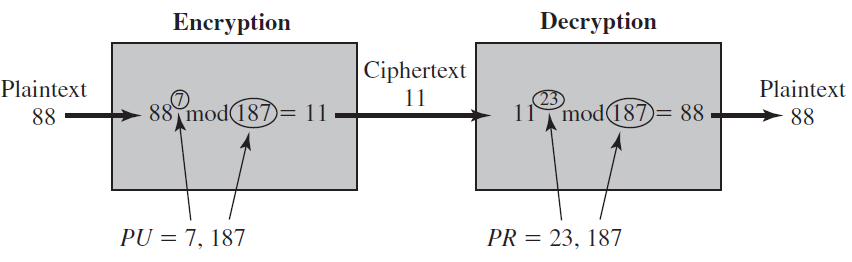 Encryption
Decryption
Plaintext
88
88^7 mod 187 = 11
Ciphertext
11
11^23 mod 187 = 88
Plaintext
88
PU = 7, 187
PR = 23, 187